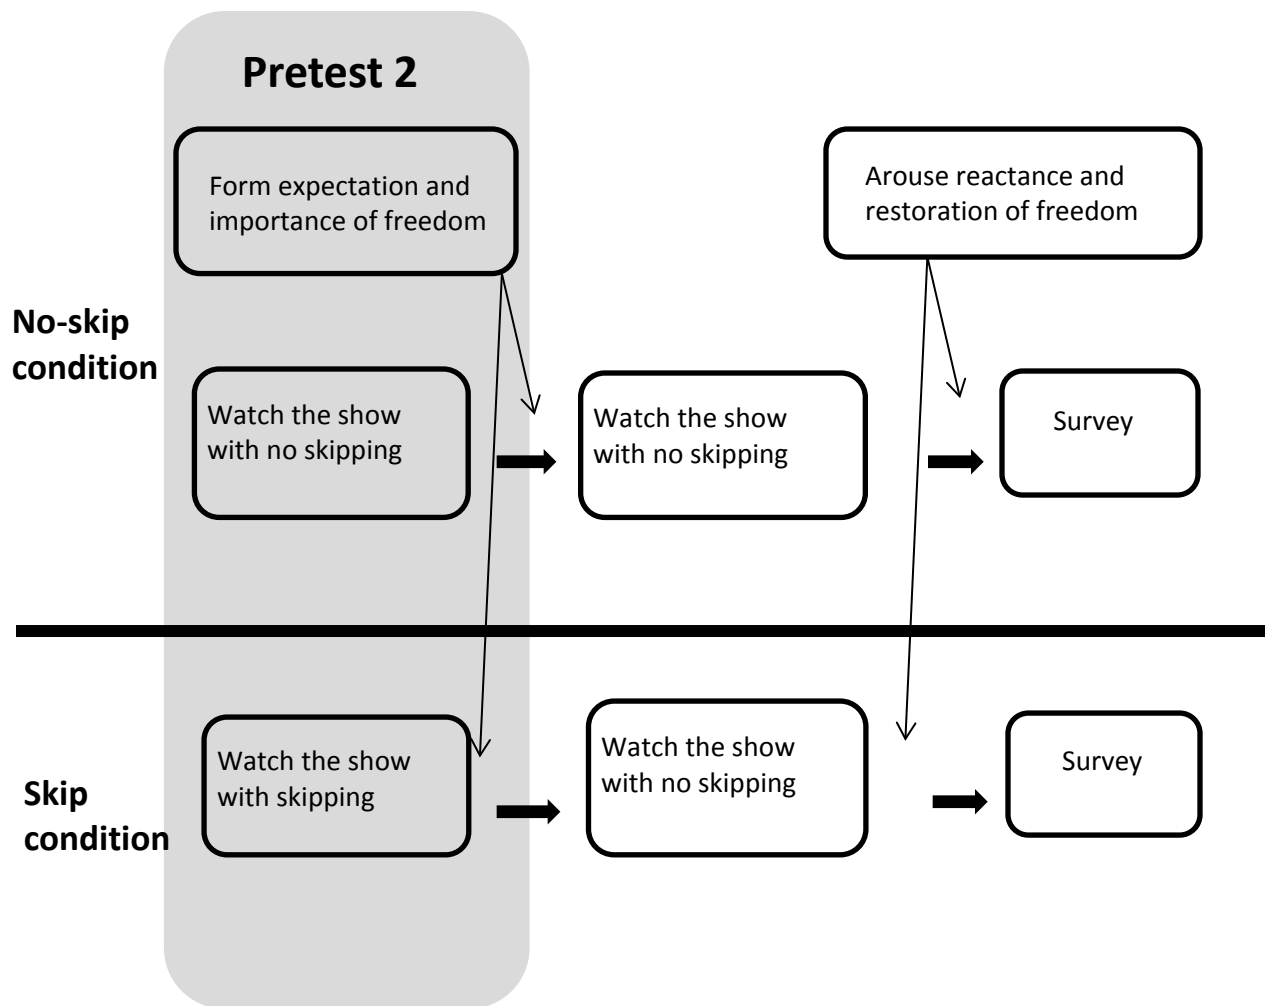 Pretest 2
Form expectation and
importance of freedom
Arouse reactance and
restoration of freedom
No-skip
condition
Watch the show
with no skipping
Watch the show
with no skipping
Survey
Skip
condition
Watch the show
with skipping
Watch the show
with no skipping
Survey